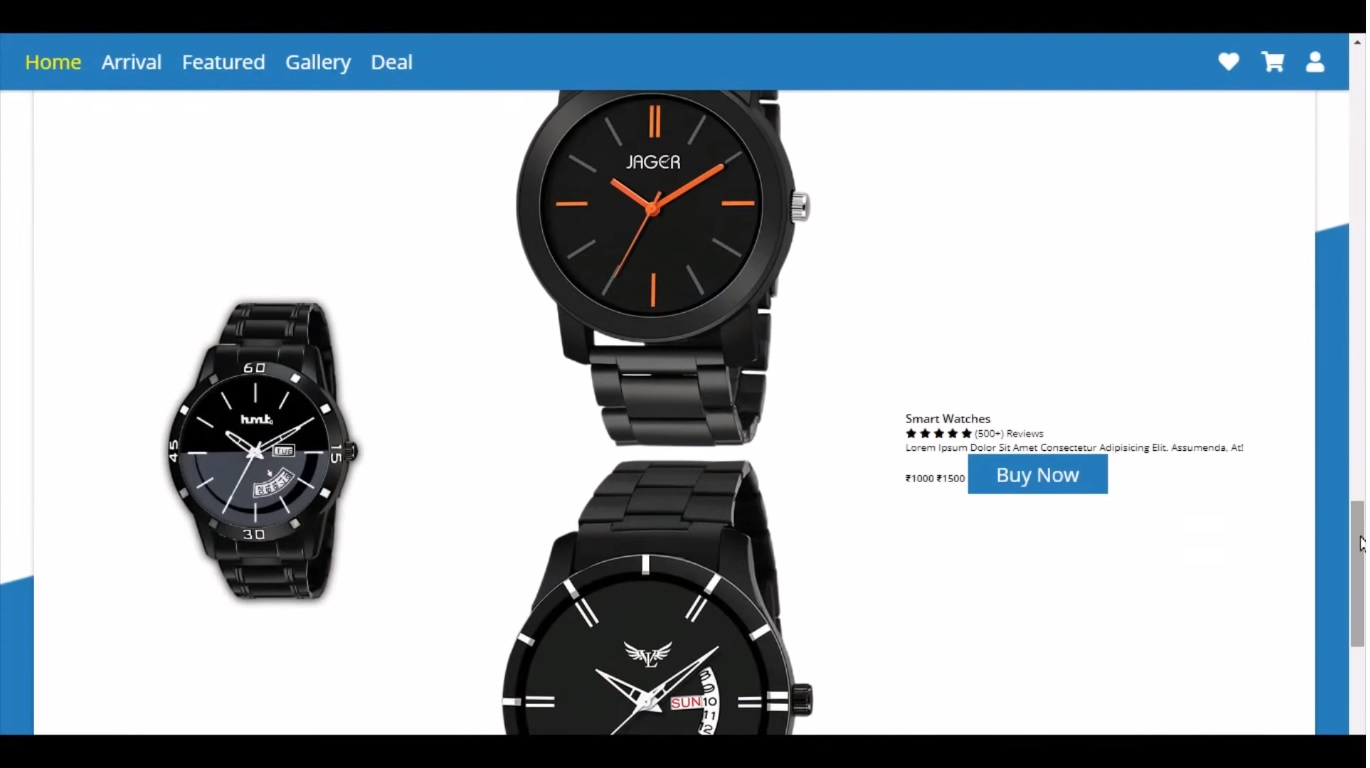 Home Arrival Featured Gallery Deal
JAGER
60
45
15
30
Smart Watches
(500+) Reviews
Lorem Ipsum Dolor Sit Amet Consectetur Adipisicing Elit. Assumenda, At!
₹1000 ₹1500 Buy Now
SUN 10
11
12